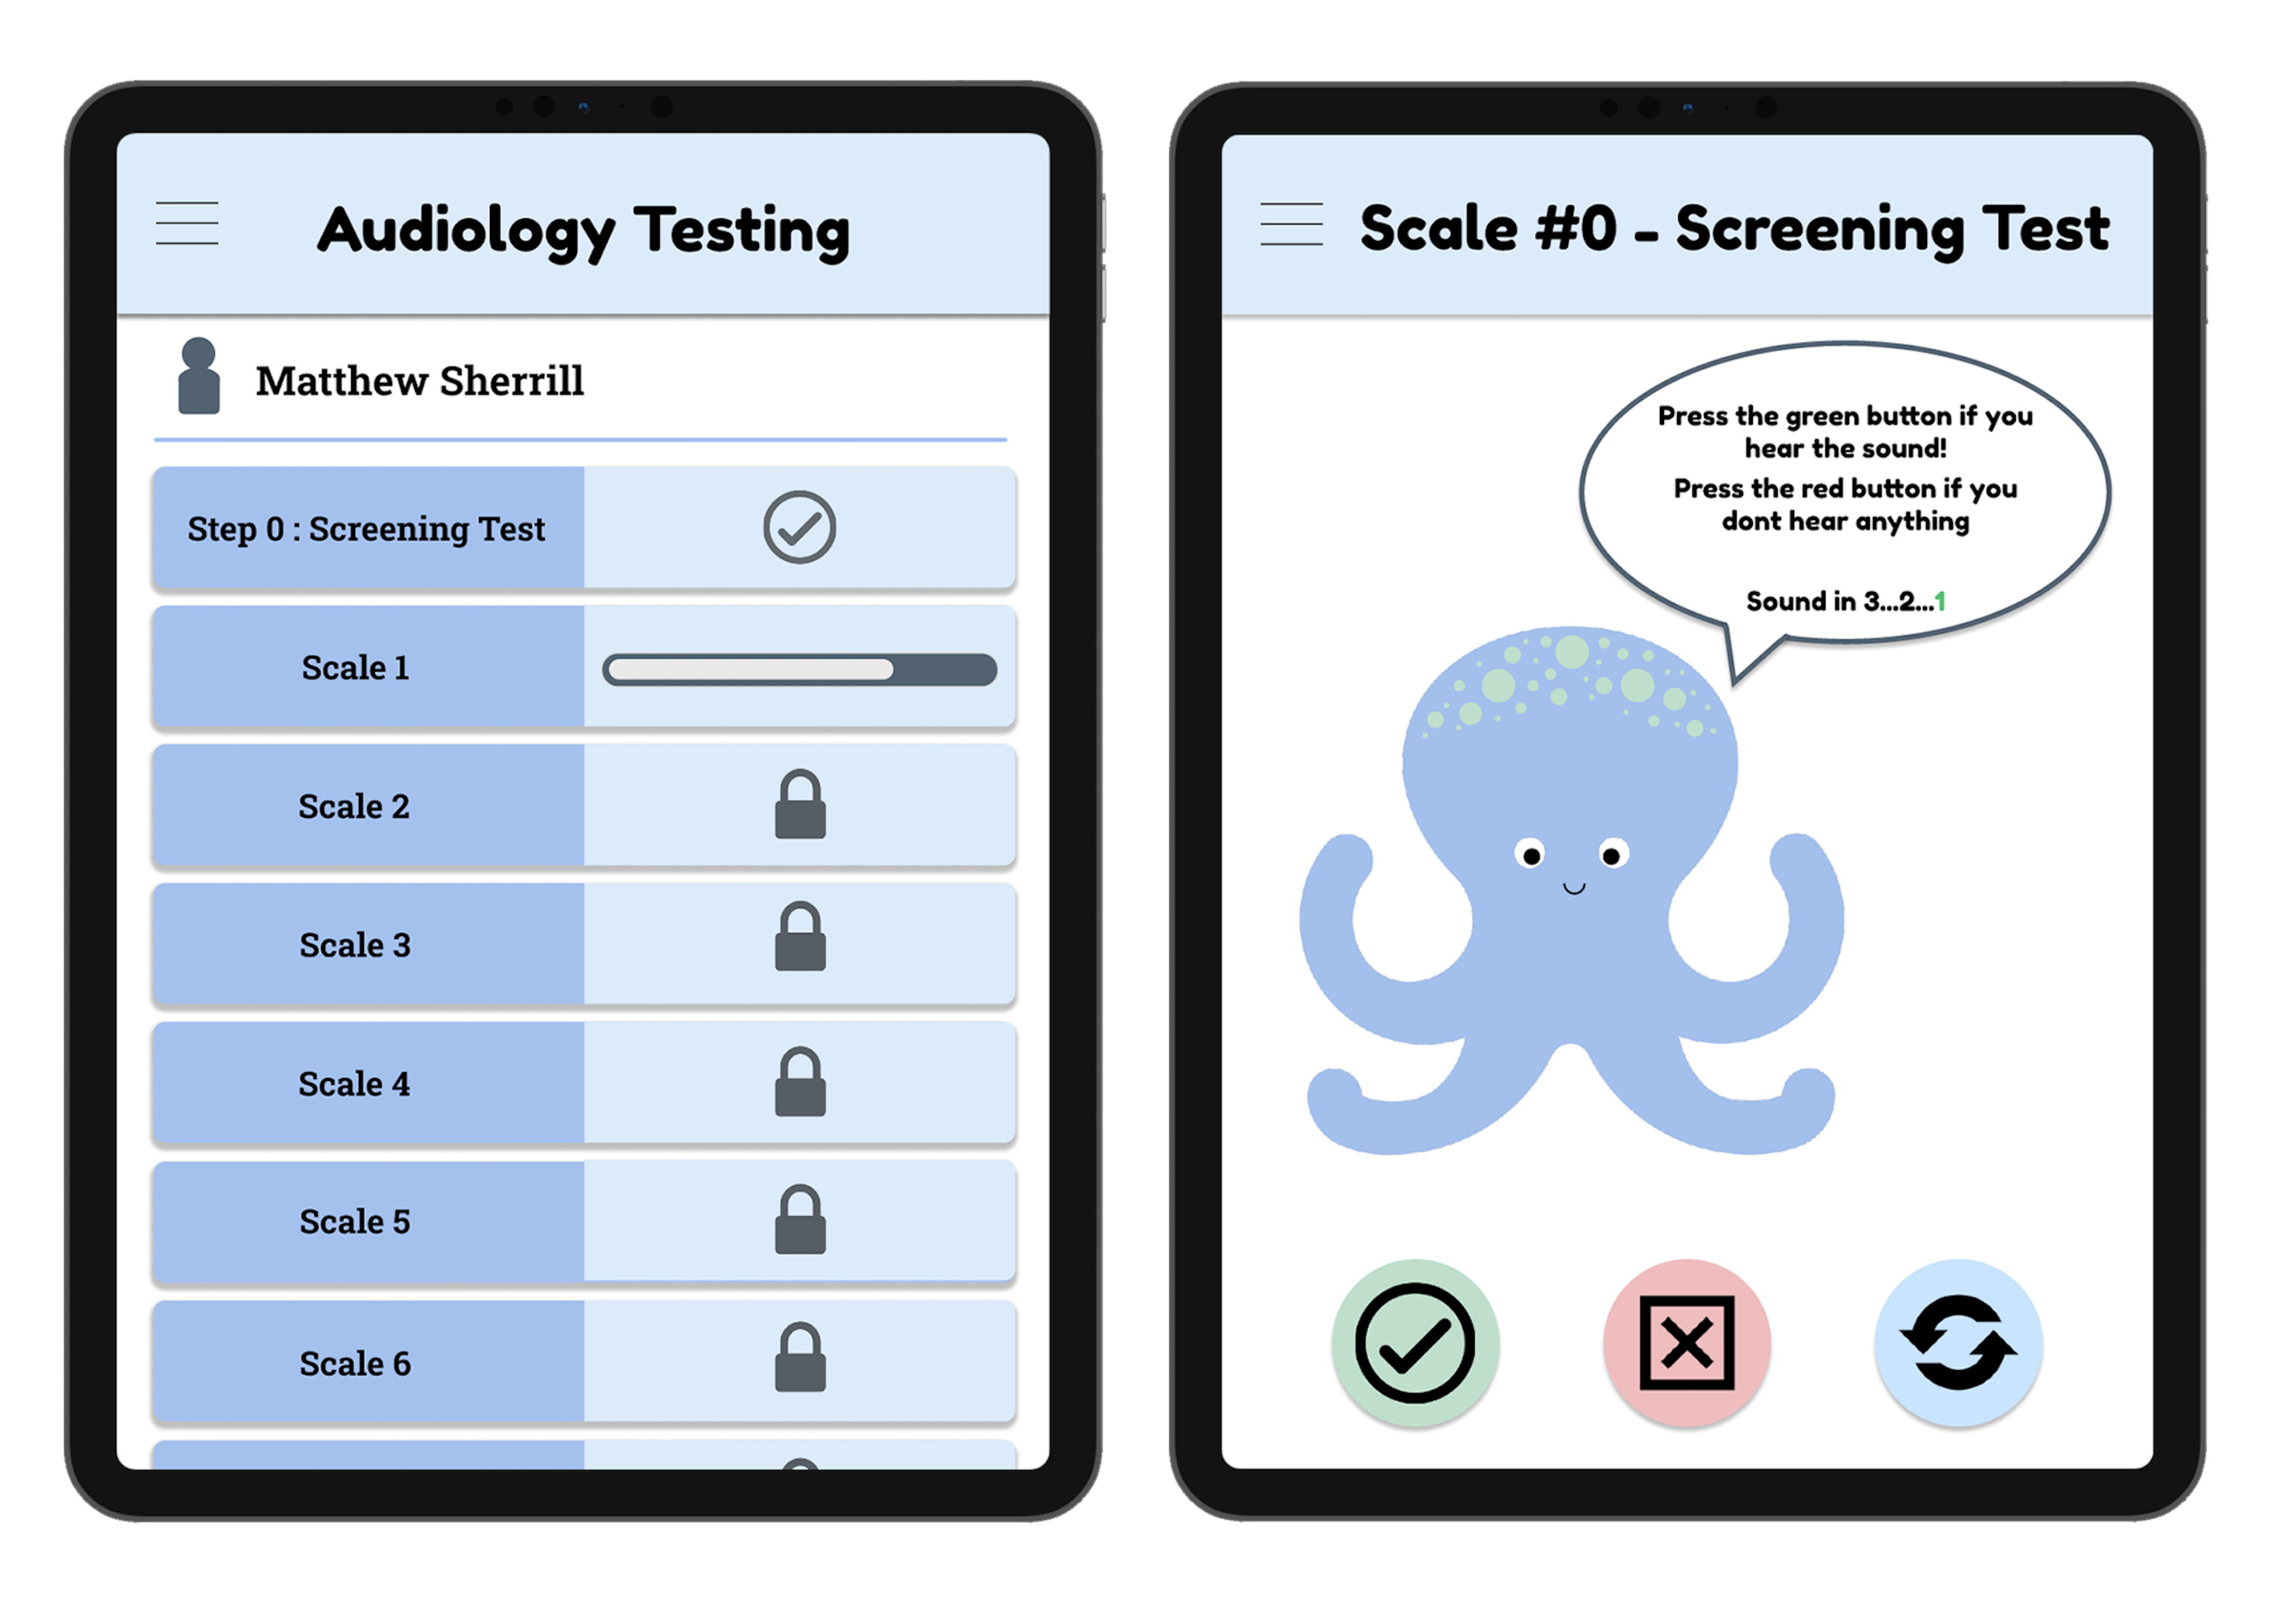 Audiology Testing
Matthew Sherrill
Step 0 : Screening Test
Scale 1
Scale 2
Scale 3
Scale 4
Scale 5
Scale 6
Scale #0 - Screening Test
Press the green button if you
hear the sound!
Press the red button if you
dont hear anything
Sound in 3...2...1